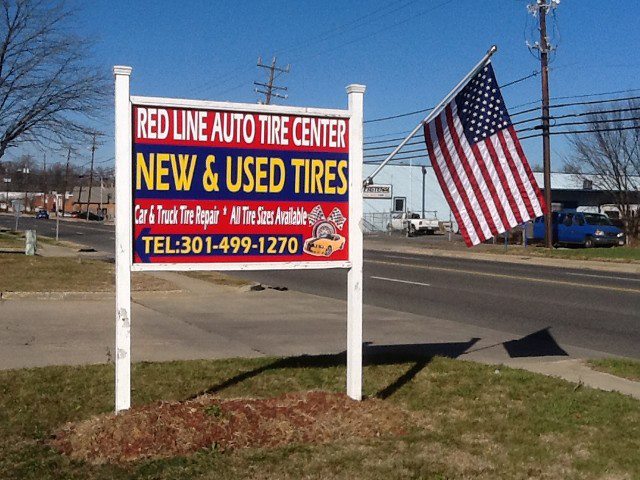 RED LINE AUTO TIRE CENTER
NEW & USED TIRES
Car & Truck Tire Repair * All Tire Sizes Available
TEL:301-499-1270